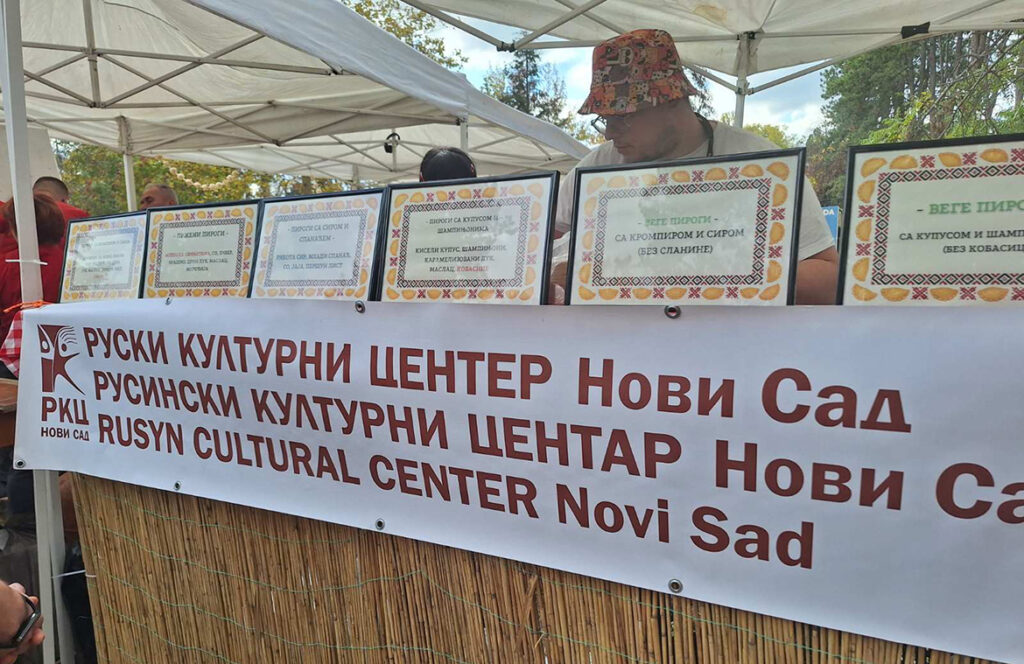 - ПИРОГИ СА СИРОМ И
СПАНАЋЕМ -
- ПИРОГИ СА КУПУСОМ И
ШАМПИЊОНИМА
КИСЕЛИ КУПУС, ШАМПИЊОНИ,
КАРАМЕЛИЗОВАНИ ЛУК,
МАСЛАЦ, КОБАСИЦЕ
- ВЕГЕ ПИРОГИ -
СА КРОМПИРОМ И СИРОМ
(БЕЗ СЛАНИНЕ)
- ВЕГЕ ПИРОГИ
СА КУПУСОМ И ШАМП
(БЕЗ КОБАСИЦ
РУСКИ КУЛТУРНИ ЦЕНТЕР Нови Сад
РУСИНСКИ КУЛТУРНИ ЦЕНТАР Нови Са
RUSYN CULTURAL CENTER Novi Sad
РКЦ
НОВИ САД